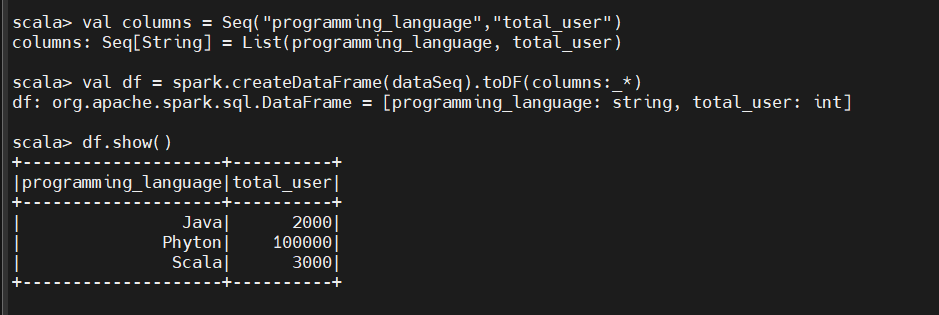 scala> val columns = Seq("programming_language","total_user")
columns: Seq[String] = List(programming_language, total_user)
scala> val df = spark.createDataFrame(dataSeq).toDF(columns:_*)
df: org.apache.spark.sql.DataFrame = [programming_language: string, total_user: int]
scala> df.show()
+--------------------+----------+
|programming_language|total_user|
+--------------------+----------+
|                Java|      2000|
|              Phyton|    100000|
|               Scala|      3000|
+--------------------+----------+